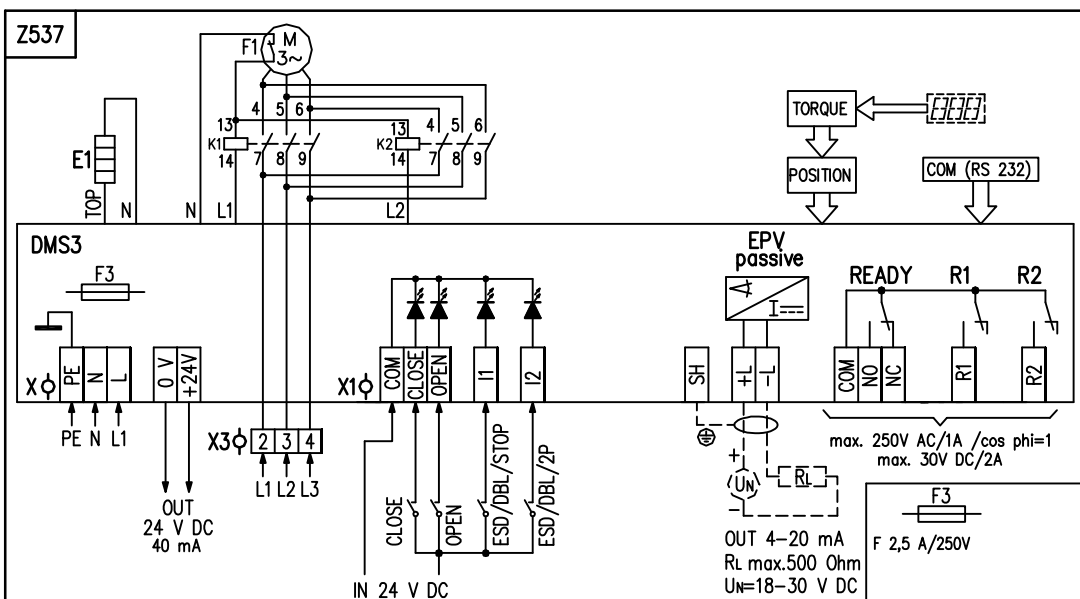 Z537
F1
M
3~
4 5 6
13
K1
14
7 8 9
13
K2
14
4 5 6
7 8 9
E1
TOP
N
N
L1
L2
TORQUE
POSITION
COM (RS 232)
DMS3
F3
EPV
passive
I
READY
R1
R2
X
PE
N
L
0 V
+24V
X1
COM
CLOSE
OPEN
I1
I2
SH
+L
-L
COM
NO
NC
R1
R2
PE N L1
X3
2 3 4
L1 L2 L3
OUT
24 V DC
40 mA
CLOSE
OPEN
ESD/DBL/STOP
ESD/DBL/2P
IN 24 V DC
+
UN
-
RL
OUT 4-20 mA
RL max.500 Ohm
UN=18-30 V DC
max. 250V AC/1A /cos phi=1
max. 30V DC/2A
F3
F 2,5 A/250V